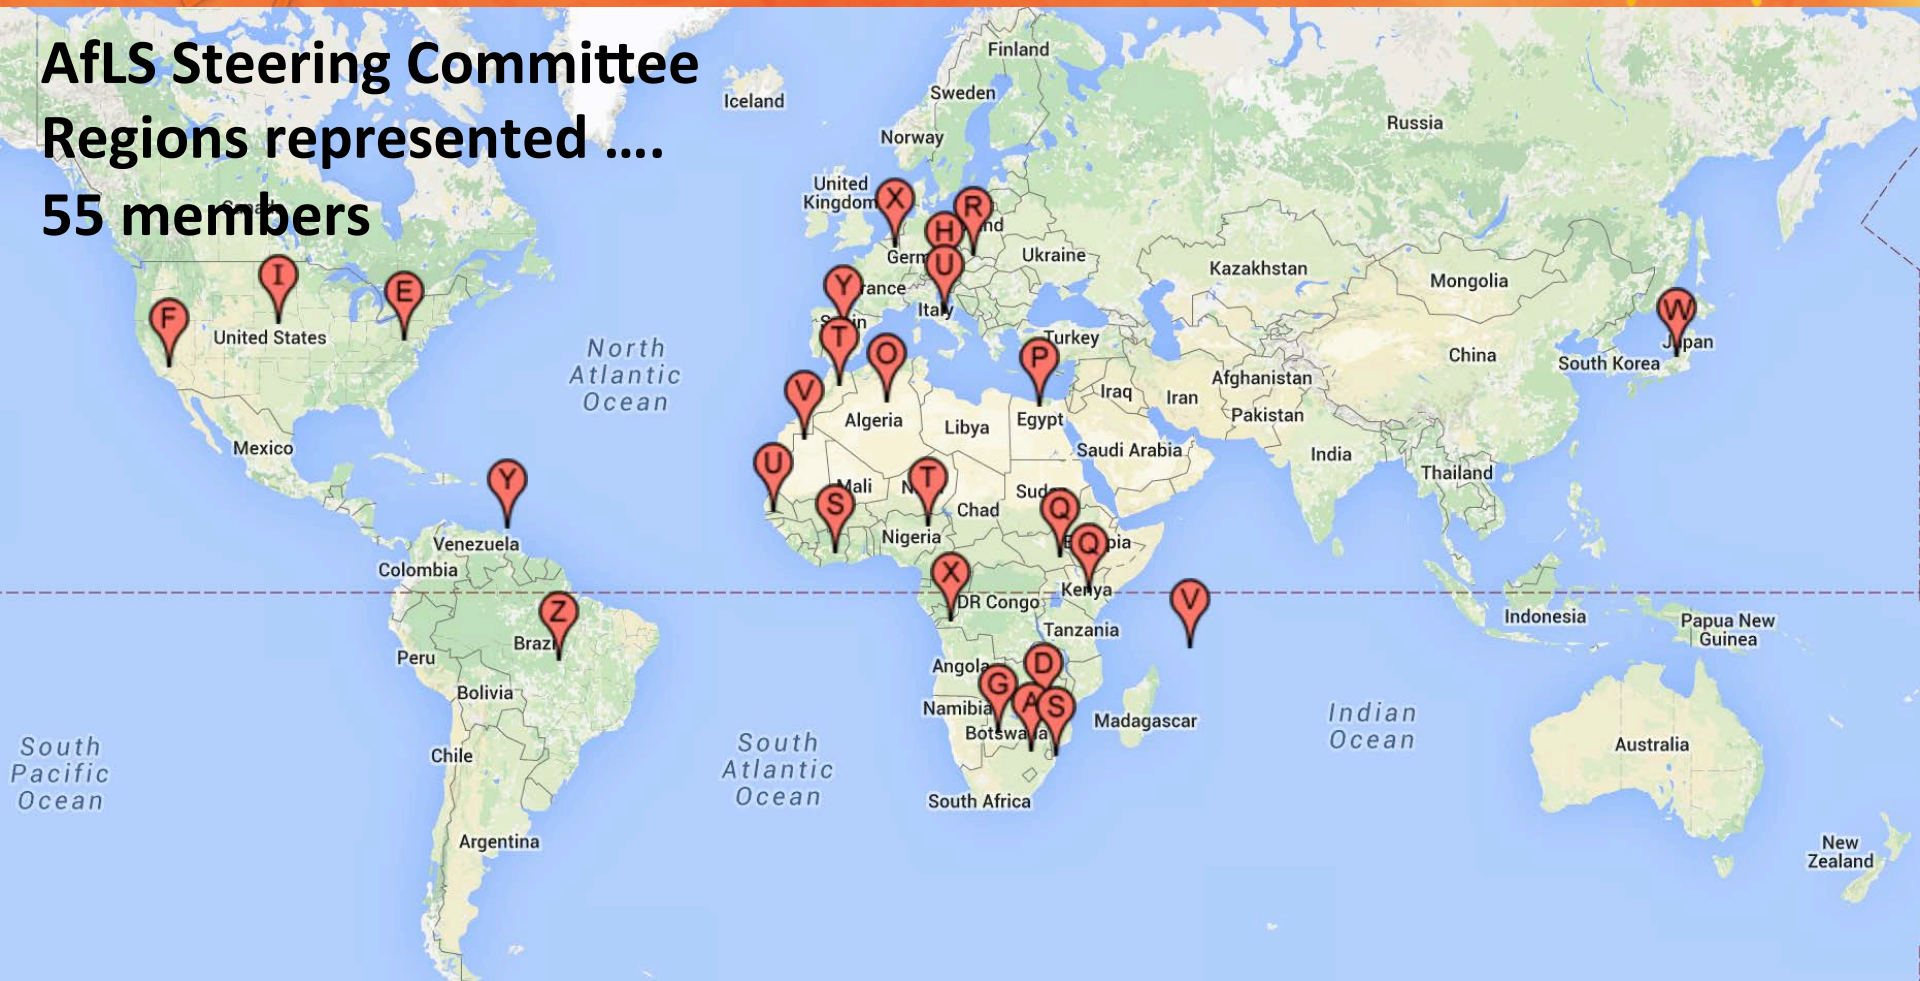 AfLS Steering Committee
Regions represented ....
55 members
Finland
Iceland
Sweden
Norway
Russia
United
Kingdom
X
R
H
Ukraine
U
Kazakhstan
Mongolia
I
E
Y
F
United States
Italy
W
Japan
North
Atlantic
Ocean
T
O
P
Turkey
China
South Korea
Afghanistan
Iraq
Iran
Pakistan
V
Algeria
Libya
Egypt
Saudi Arabia
India
Mexico
Thailand
U
Y
S
Mali
T
Chad
Q
Nigeria
Q
Venezuela
Colombia
X
DR Congo
Kenya
V
Z
Brazil
Tanzania
Indonesia
Papua New
Guinea
Peru
Angola
D
G
A
S
Bolivia
Namibia
Botswana
Madagascar
Indian
Ocean
South
Pacific
Ocean
Chile
South
Atlantic
Ocean
Australia
South Africa
Argentina
New
Zealand